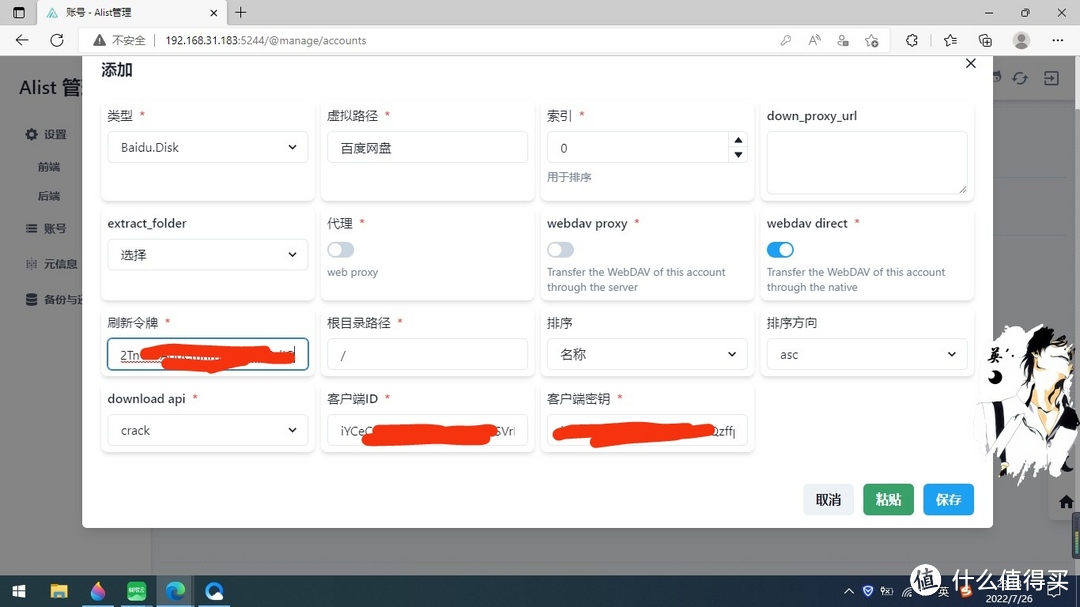 账号 - Alist管理
不安全
192.168.31.183:5244/@manage/accounts
Alist 管
添加
设置
前端
后端
账号
元信息
备份与
类型 *
虚拟路径 *
索引 *
down_proxy_url
Baidu.Disk
百度网盘
0
用于排序
extract_folder
代理 *
webdav proxy *
webdav direct *
选择
web proxy
Transfer the WebDAV of this account
through the server
Transfer the WebDAV of this account
through the native
刷新令牌 *
根目录路径 *
排序
排序方向
2Tn
/
名称
asc
download api *
客户端ID *
客户端密钥 *
crack
iYCe
SVr
Qzffp
取消
粘贴
保存
英
英
2022/7/26
值 什么值得买